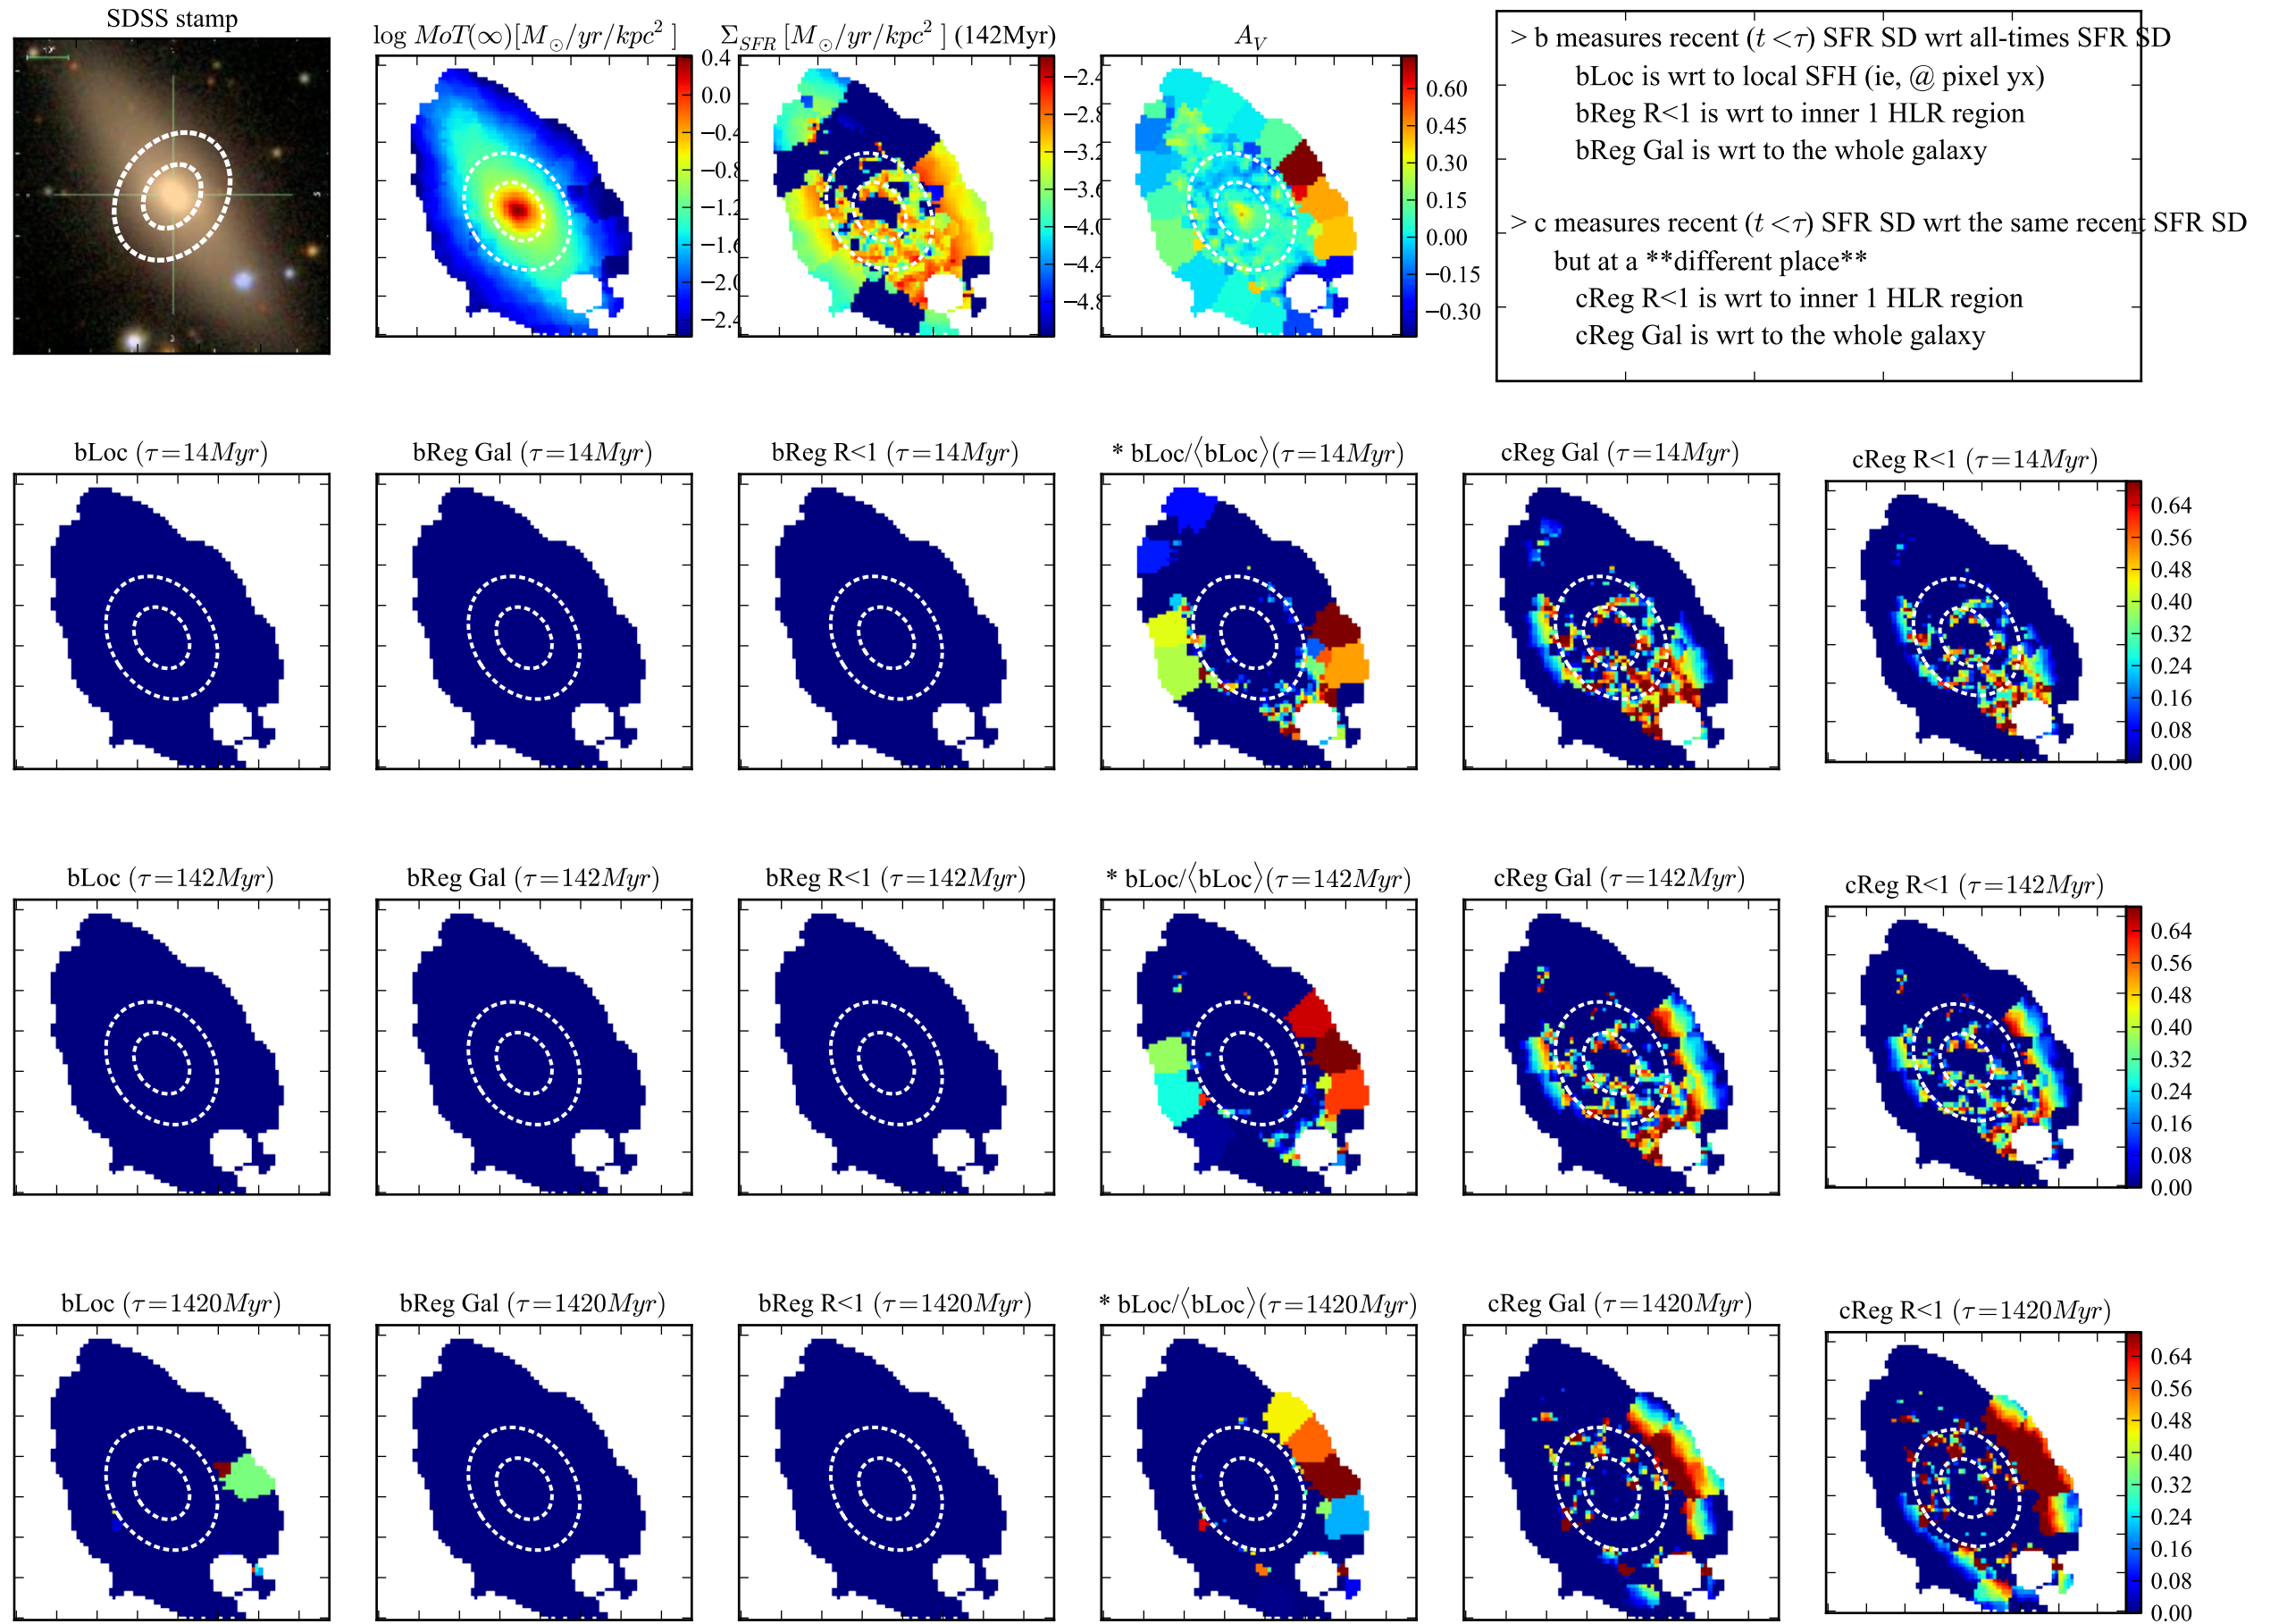 SDSS stamp
log MoT(∞)[M⊙/yr/kpc² ]
Σ_SFR [M⊙/yr/kpc² ] (142Myr)
A_V
0.4
0.0
−0.4
−0.8
−1.2
−1.6
−2.0
−2.4
−2.4
−2.8
−3.2
−3.6
−4.0
−4.4
−4.8
0.60
0.45
0.30
0.15
0.00
−0.15
−0.30
> b measures recent (t <τ) SFR SD wrt all-times SFR SD
bLoc is wrt to local SFH (ie, @ pixel yx)
bReg R<1 is wrt to inner 1 HLR region
bReg Gal is wrt to the whole galaxy
> c measures recent (t <τ) SFR SD wrt the same recent SFR SD
but at a **different place**
cReg R<1 is wrt to inner 1 HLR region
cReg Gal is wrt to the whole galaxy
bLoc (τ=14Myr)
bReg Gal (τ=14Myr)
bReg R<1 (τ=14Myr)
* bLoc/⟨bLoc⟩(τ=14Myr)
cReg Gal (τ=14Myr)
cReg R<1 (τ=14Myr)
0.64
0.56
0.48
0.40
0.32
0.24
0.16
0.08
0.00
bLoc (τ=142Myr)
bReg Gal (τ=142Myr)
bReg R<1 (τ=142Myr)
* bLoc/⟨bLoc⟩(τ=142Myr)
cReg Gal (τ=142Myr)
cReg R<1 (τ=142Myr)
0.64
0.56
0.48
0.40
0.32
0.24
0.16
0.08
0.00
bLoc (τ=1420Myr)
bReg Gal (τ=1420Myr)
bReg R<1 (τ=1420Myr)
* bLoc/⟨bLoc⟩(τ=1420Myr)
cReg Gal (τ=1420Myr)
cReg R<1 (τ=1420Myr)
0.64
0.56
0.48
0.40
0.32
0.24
0.16
0.08
0.00